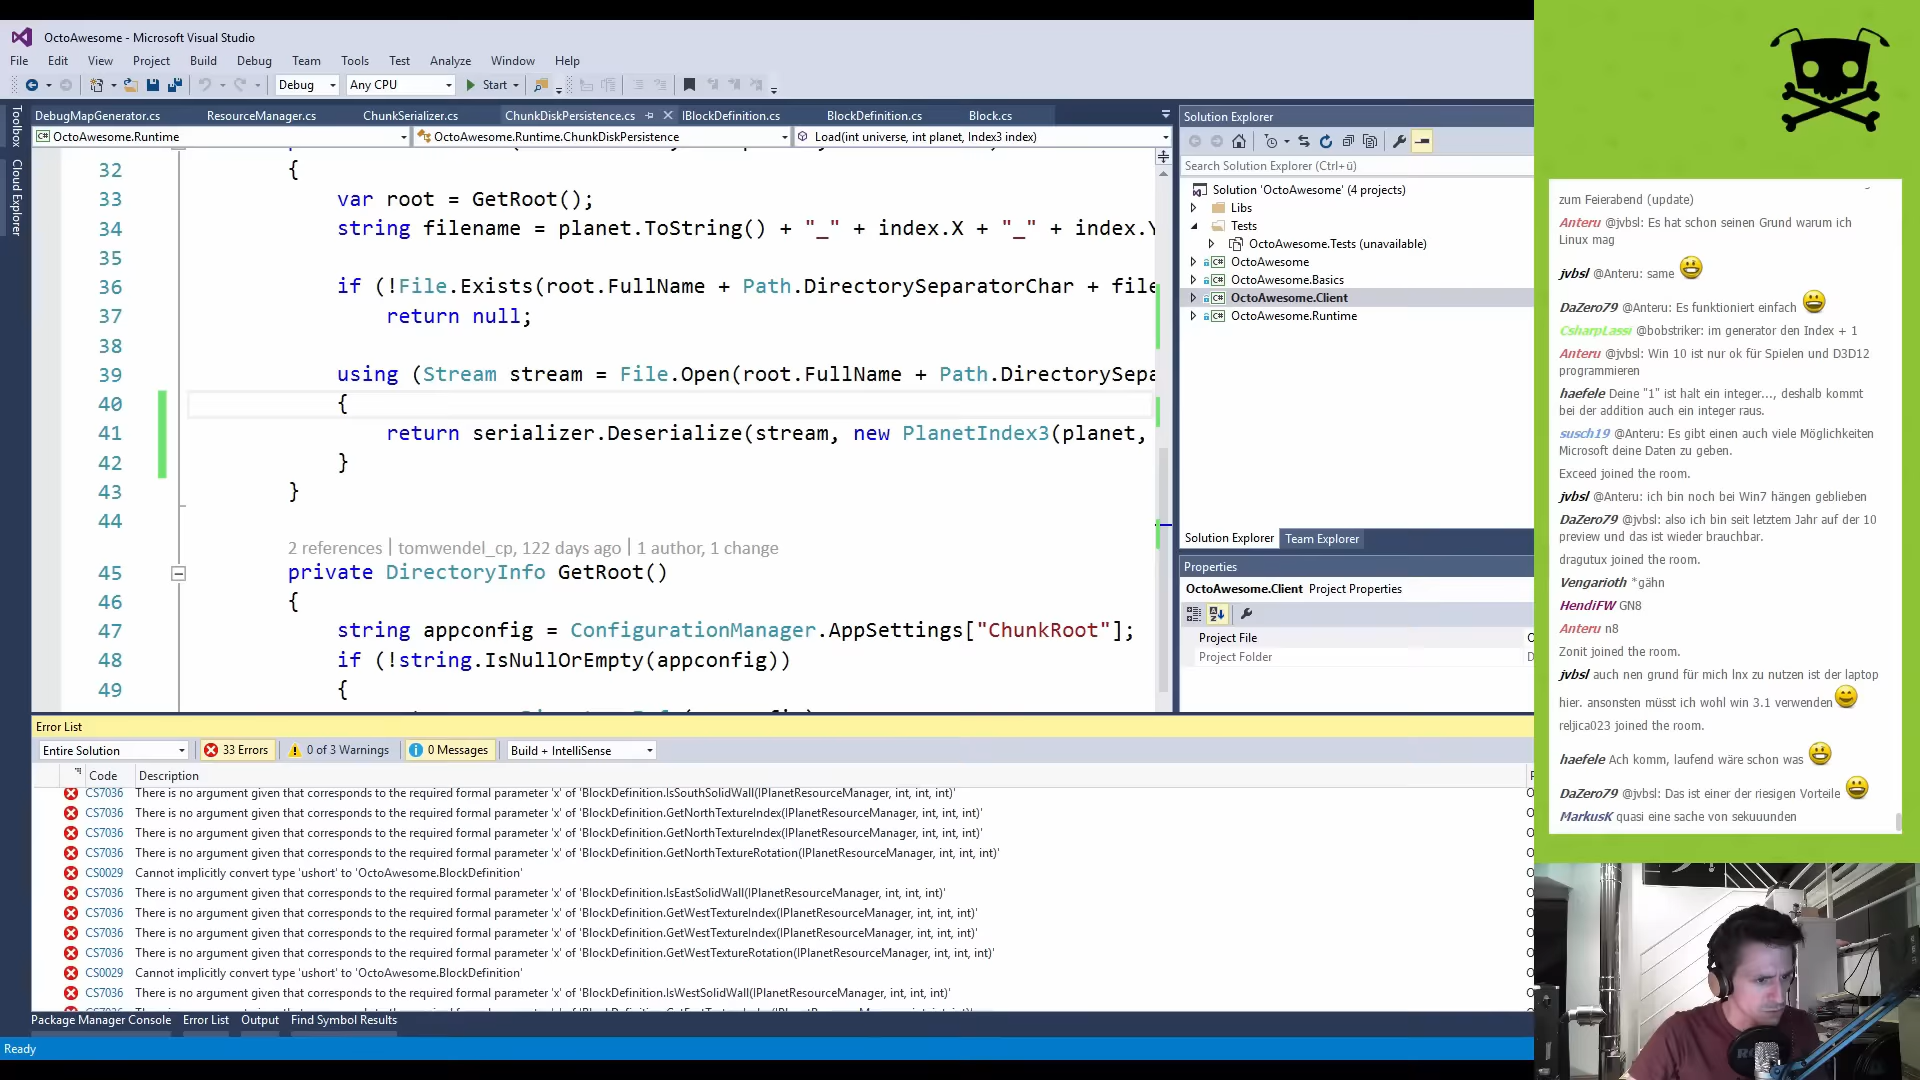 OctoAwesome - Microsoft Visual Studio
File Edit View Project Build Debug Team Tools Test Analyze Window Help
Debug Any CPU Start
Toolbox
Cloud Explorer
DebugMapGenerator.cs ResourceManager.cs ChunkSerializer.cs ChunkDiskPersistence.cs IBlockDefinition.cs BlockDefinition.cs Block.cs
OctoAwesome.Runtime OctoAwesome.Runtime.ChunkDiskPersistence Load(int universe, int planet, Index3 index)
32 {
33 var root = GetRoot();
34 string filename = planet.ToString() + "_" + index.X + "_" + index.Y
35
36 if (!File.Exists(root.FullName + Path.DirectorySeparatorChar + file
37 return null;
38
39 using (Stream stream = File.Open(root.FullName + Path.DirectorySepa
40 {
41 return serializer.Deserialize(stream, new PlanetIndex3(planet,
42 }
43 }
44
2 references | tomwendel_cp, 122 days ago | 1 author, 1 change
45 private DirectoryInfo GetRoot()
46 {
47 string appconfig = ConfigurationManager.AppSettings["ChunkRoot"];
48 if (!string.IsNullOrEmpty(appconfig))
49 {
Solution Explorer
Search Solution Explorer (Ctrl+ü)
Solution 'OctoAwesome' (4 projects)
Libs
Tests
OctoAwesome.Tests (unavailable)
OctoAwesome
OctoAwesome.Basics
OctoAwesome.Client
OctoAwesome.Runtime
Solution Explorer Team Explorer
Properties
OctoAwesome.Client Project Properties
Project File
Project Folder
Error List
Entire Solution 33 Errors 0 of 3 Warnings 0 Messages Build + IntelliSense
Code Description
CS7036 There is no argument given that corresponds to the required formal parameter 'x' of 'BlockDefinition.IsSouthSolidWall(IPlanetResourceManager, int, int, int)'
CS7036 There is no argument given that corresponds to the required formal parameter 'x' of 'BlockDefinition.GetNorthTextureIndex(IPlanetResourceManager, int, int, int)'
CS7036 There is no argument given that corresponds to the required formal parameter 'x' of 'BlockDefinition.GetNorthTextureIndex(IPlanetResourceManager, int, int, int)'
CS7036 There is no argument given that corresponds to the required formal parameter 'x' of 'BlockDefinition.GetNorthTextureRotation(IPlanetResourceManager, int, int, int)'
CS0029 Cannot implicitly convert type 'ushort' to 'OctoAwesome.BlockDefinition'
CS7036 There is no argument given that corresponds to the required formal parameter 'x' of 'BlockDefinition.IsEastSolidWall(IPlanetResourceManager, int, int, int)'
CS7036 There is no argument given that corresponds to the required formal parameter 'x' of 'BlockDefinition.GetWestTextureIndex(IPlanetResourceManager, int, int, int)'
CS7036 There is no argument given that corresponds to the required formal parameter 'x' of 'BlockDefinition.GetWestTextureIndex(IPlanetResourceManager, int, int, int)'
CS7036 There is no argument given that corresponds to the required formal parameter 'x' of 'BlockDefinition.GetWestTextureRotation(IPlanetResourceManager, int, int, int)'
CS0029 Cannot implicitly convert type 'ushort' to 'OctoAwesome.BlockDefinition'
CS7036 There is no argument given that corresponds to the required formal parameter 'x' of 'BlockDefinition.IsWestSolidWall(IPlanetResourceManager, int, int, int)'
Package Manager Console Error List Output Find Symbol Results
Ready
zum Feierabend (update)
Anteru @jvbsl: Es hat schon seinen Grund warum ich
Linux mag
jvbsl @Anteru: same
DaZero79 @Anteru: Es funktioniert einfach
CsharpLassi @bobstriker: im generator den Index + 1
Anteru @jvbsl: Win 10 ist nur ok für Spielen und D3D12
programmieren
haefele Deine "1" ist halt ein integer..., deshalb kommt
bei der addition auch ein integer raus.
susch19 @Anteru: Es gibt einen auch viele Möglichkeiten
Microsoft deine Daten zu geben.
Exceed joined the room.
jvbsl @Anteru: ich bin noch bei Win7 hängen geblieben
DaZero79 @jvbsl: also ich bin seit letztem Jahr auf der 10
preview und das ist wieder brauchbar.
dragutux joined the room.
Vengarioth *gähn
HendiFW GN8
Anteru n8
Zonit joined the room.
jvbsl auch nen grund für mich lnx zu nutzen ist der laptop
hier. ansonsten müsst ich wohl win 3.1 verwenden
reljica023 joined the room.
haefele Ach komm, laufend wäre schon was
DaZero79 @jvbsl: Das ist einer der riesigen Vorteile
MarkusK quasi eine sache von sekuuunden